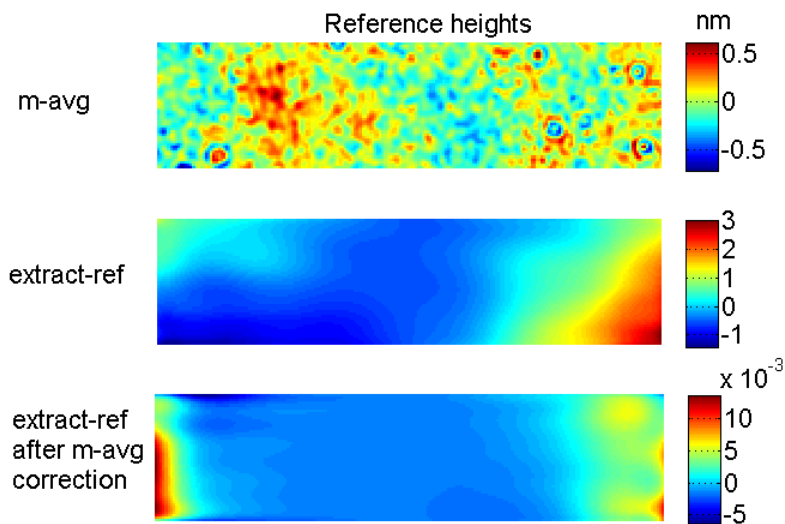 Reference heights
nm
m-avg
0.5
0
-0.5
extract-ref
3
2
1
0
-1
x 10-3
extract-ref
after m-avg
correction
10
5
0
-5